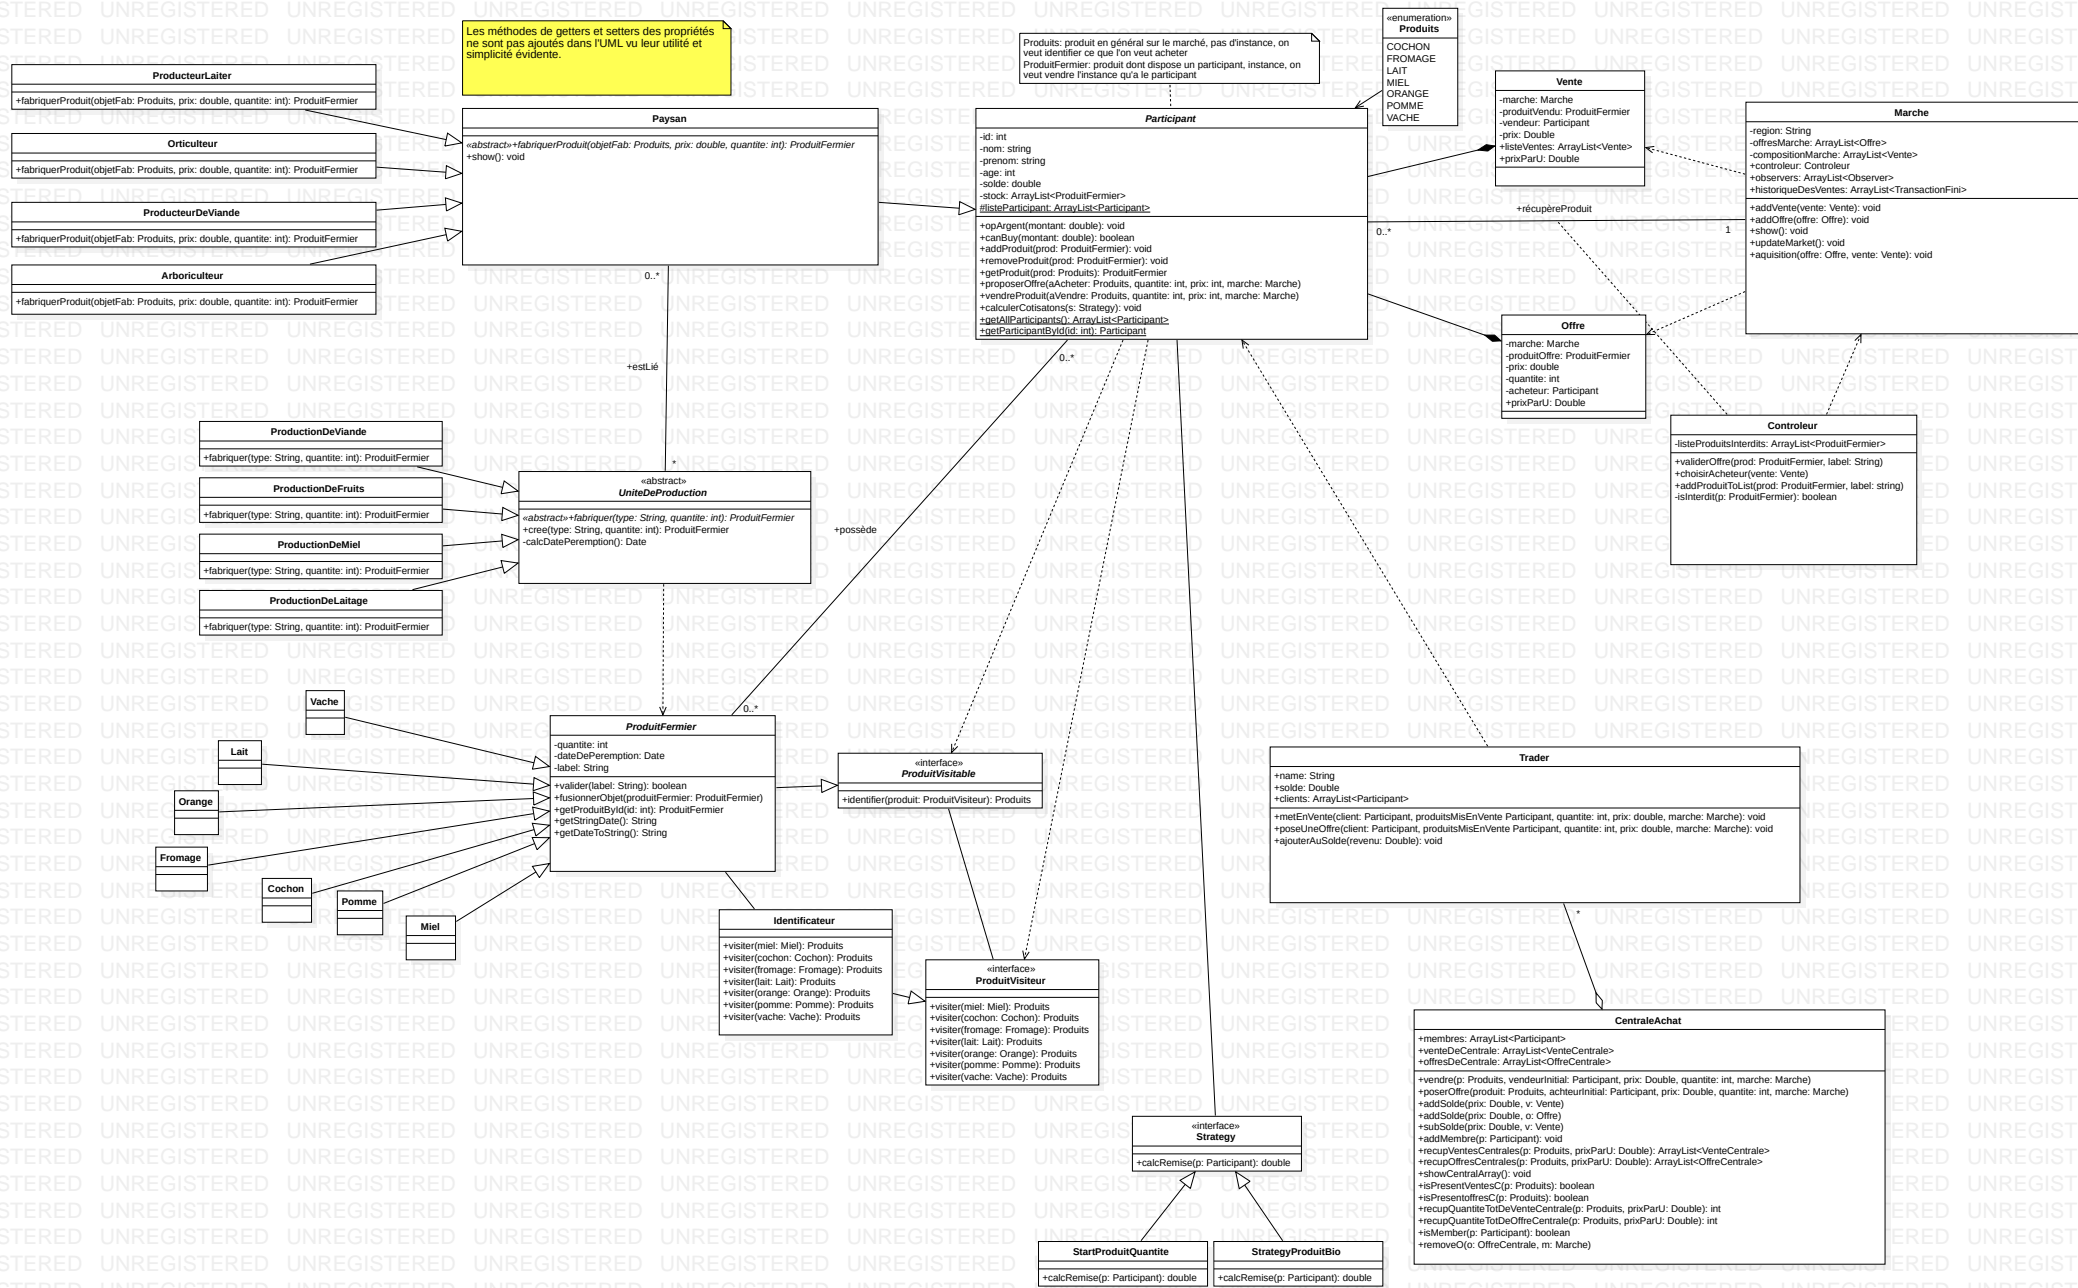 Les méthodes de getters et setters des propriétés
ne sont pas ajoutés dans l'UML vu leur utilité et
simplicité évidente.
Produits: produit en général sur le marché, pas d'instance, on
veut identifier ce que l'on veut acheter
ProduitFermier: produit dont dispose un participant, instance, on
veut vendre l'instance qu'a le participant
«enumeration»
Produits
COCHON
FROMAGE
LAIT
MIEL
ORANGE
POMME
VACHE
ProducteurLaiter
+fabriquerProduit(objetFab: Produits, prix: double, quantite: int): ProduitFermier
Orticulteur
+fabriquerProduit(objetFab: Produits, prix: double, quantite: int): ProduitFermier
ProducteurDeViande
+fabriquerProduit(objetFab: Produits, prix: double, quantite: int): ProduitFermier
Arboriculteur
+fabriquerProduit(objetFab: Produits, prix: double, quantite: int): ProduitFermier
Paysan
«abstract»+fabriquerProduit(objetFab: Produits, prix: double, quantite: int): ProduitFermier
+show(): void
Participant
-id: int
-nom: string
-prenom: string
-age: int
-solde: double
-stock: ArrayList<ProduitFermier>
#listeParticipant: ArrayList<Participant>
+opArgent(montant: double): void
+canBuy(montant: double): boolean
+addProduit(prod: ProduitFermier): void
+removeProduit(prod: ProduitFermier): void
+getProduit(prod: Produits): ProduitFermier
+proposerOffre(aAcheter: Produits, quantite: int, prix: int, marche: Marche)
+vendreProduit(aVendre: Produits, quantite: int, prix: int, marche: Marche)
+calculerCotisatons(s: Strategy): void
+getAllParticipants(): ArrayList<Participant>
+getParticipantById(id: int): Participant
Vente
-marche: Marche
-produitVendu: ProduitFermier
-vendeur: Participant
-prix: Double
+listeVentes: ArrayList<Vente>
+prixParU: Double
Marche
-region: String
-offresMarche: ArrayList<Offre>
-compositionMarche: ArrayList<Vente>
+controleur: Controleur
+observers: ArrayList<Observer>
+historiqueDesVentes: ArrayList<TransactionFini>
+addVente(vente: Vente): void
+addOffre(offre: Offre): void
+show(): void
+updateMarket(): void
+aquisition(offre: Offre, vente: Vente): void
+récupèreProduit
0..*
1
Offre
-marche: Marche
-produitOffre: ProduitFermier
-prix: double
-quantite: int
-acheteur: Participant
+prixParU: Double
Controleur
-listeProduitsInterdits: ArrayList<ProduitFermier>
+validerOffre(prod: ProduitFermier, label: String)
+choisirAcheteur(vente: Vente)
+addProduitToList(prod: ProduitFermier, label: string)
-isInterdit(p: ProduitFermier): boolean
0..*
+estLié
*
0..*
+possède
0..*
ProductionDeViande
+fabriquer(type: String, quantite: int): ProduitFermier
ProductionDeFruits
+fabriquer(type: String, quantite: int): ProduitFermier
ProductionDeMiel
+fabriquer(type: String, quantite: int): ProduitFermier
ProductionDeLaitage
+fabriquer(type: String, quantite: int): ProduitFermier
«abstract»
UniteDeProduction
«abstract»+fabriquer(type: String, quantite: int): ProduitFermier
+cree(type: String, quantite: int): ProduitFermier
-calcDatePeremption(): Date
Vache
Lait
Orange
Fromage
Cochon
Pomme
Miel
ProduitFermier
-quantite: int
-dateDePeremption: Date
-label: String
+valider(label: String): boolean
+fusionnerObjet(produitFermier: ProduitFermier)
+getProduitById(id: int): ProduitFermier
+getStringDate(): String
+getDateToString(): String
«interface»
ProduitVisitable
+identifier(produit: ProduitVisiteur): Produits
Identificateur
+visiter(miel: Miel): Produits
+visiter(cochon: Cochon): Produits
+visiter(fromage: Fromage): Produits
+visiter(lait: Lait): Produits
+visiter(orange: Orange): Produits
+visiter(pomme: Pomme): Produits
+visiter(vache: Vache): Produits
«interface»
ProduitVisiteur
+visiter(miel: Miel): Produits
+visiter(cochon: Cochon): Produits
+visiter(fromage: Fromage): Produits
+visiter(lait: Lait): Produits
+visiter(orange: Orange): Produits
+visiter(pomme: Pomme): Produits
+visiter(vache: Vache): Produits
Trader
+name: String
+solde: Double
+clients: ArrayList<Participant>
+metEnVente(client: Participant, produitsMisEnVente Participant, quantite: int, prix: double, marche: Marche): void
+poseUneOffre(client: Participant, produitsMisEnVente Participant, quantite: int, prix: double, marche: Marche): void
+ajouterAuSolde(revenu: Double): void
*
CentraleAchat
+membres: ArrayList<Participant>
+venteDeCentrale: ArrayList<VenteCentrale>
+offresDeCentrale: ArrayList<OffreCentrale>
+vendre(p: Produits, vendeurInitial: Participant, prix: Double, quantite: int, marche: Marche)
+poserOffre(produit: Produits, achteurInitial: Participant, prix: Double, quantite: int, marche: Marche)
+addSolde(prix: Double, v: Vente)
+addSolde(prix: Double, o: Offre)
+subSolde(prix: Double, v: Vente)
+addMembre(p: Participant): void
+recupVentesCentrales(p: Produits, prixParU: Double): ArrayList<VenteCentrale>
+recupOffresCentrales(p: Produits, prixParU: Double): ArrayList<OffreCentrale>
+showCentralArray(): void
+isPresentVentesC(p: Produits): boolean
+isPresentoffresC(p: Produits): boolean
+recupQuantiteTotDeVenteCentrale(p: Produits, prixParU: Double): int
+recupQuantiteTotDeOffreCentrale(p: Produits, prixParU: Double): int
+isMember(p: Participant): boolean
+removeO(o: OffreCentrale, m: Marche)
«interface»
Strategy
+calcRemise(p: Participant): double
StartProduitQuantite
+calcRemise(p: Participant): double
StrategyProduitBio
+calcRemise(p: Participant): double